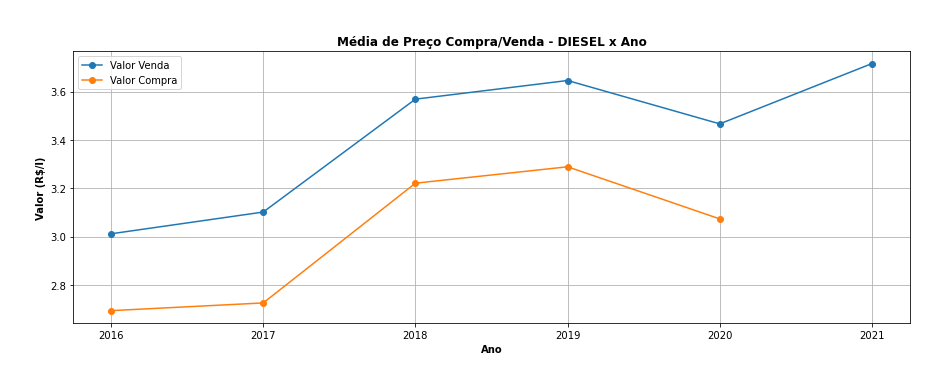 Média de Preço Compra/Venda - DIESEL x Ano
Valor Venda
Valor Compra
3.6
3.4
3.2
3.0
2.8
Valor (R$/l)
2016 2017 2018 2019 2020 2021
Ano